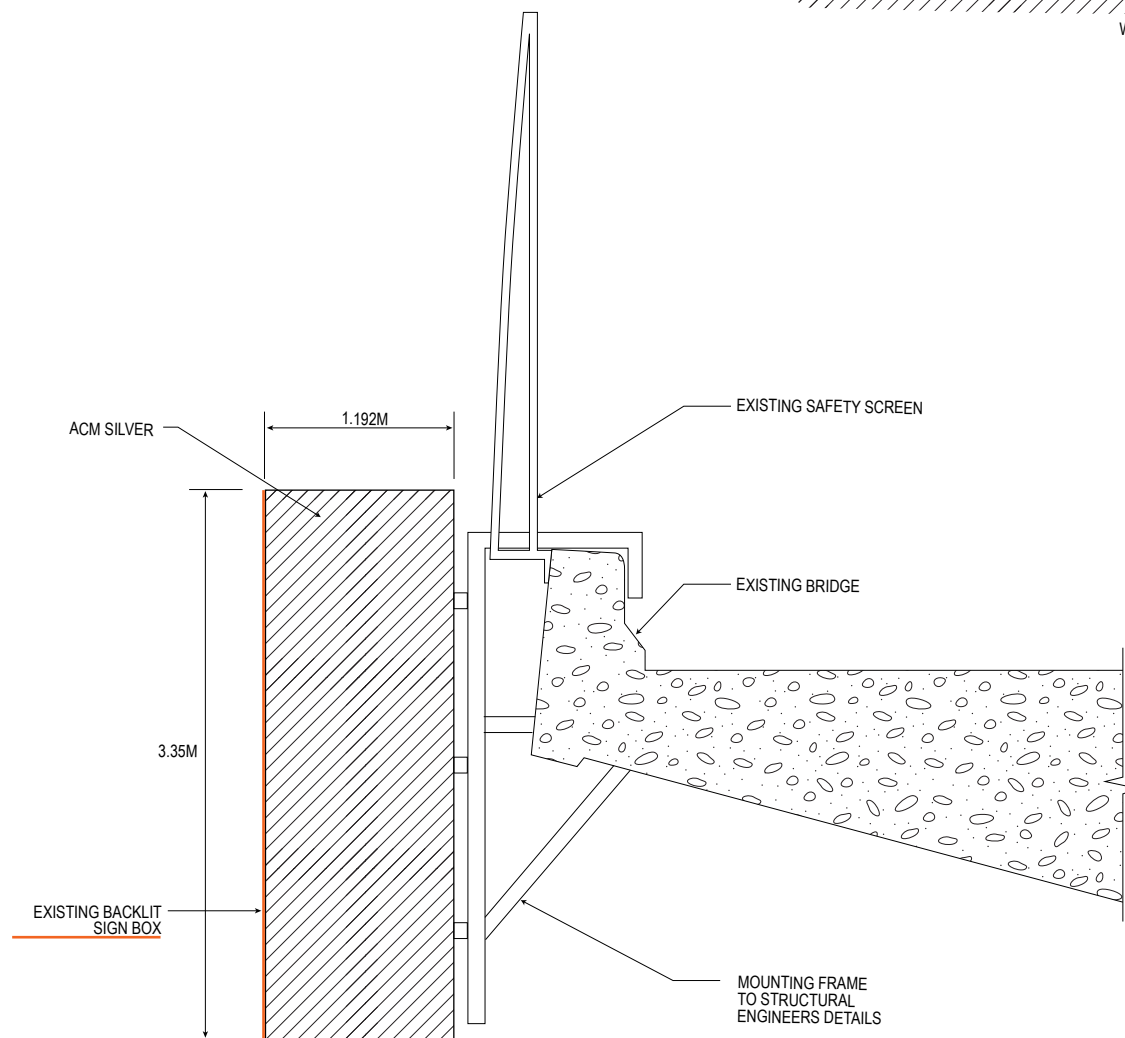 EXISTING SAFETY SCREEN
1.192M
ACM SILVER
EXISTING BRIDGE
3.35M
EXISTING BACKLIT
SIGN BOX
MOUNTING FRAME
TO STRUCTURAL
ENGINEERS DETAILS